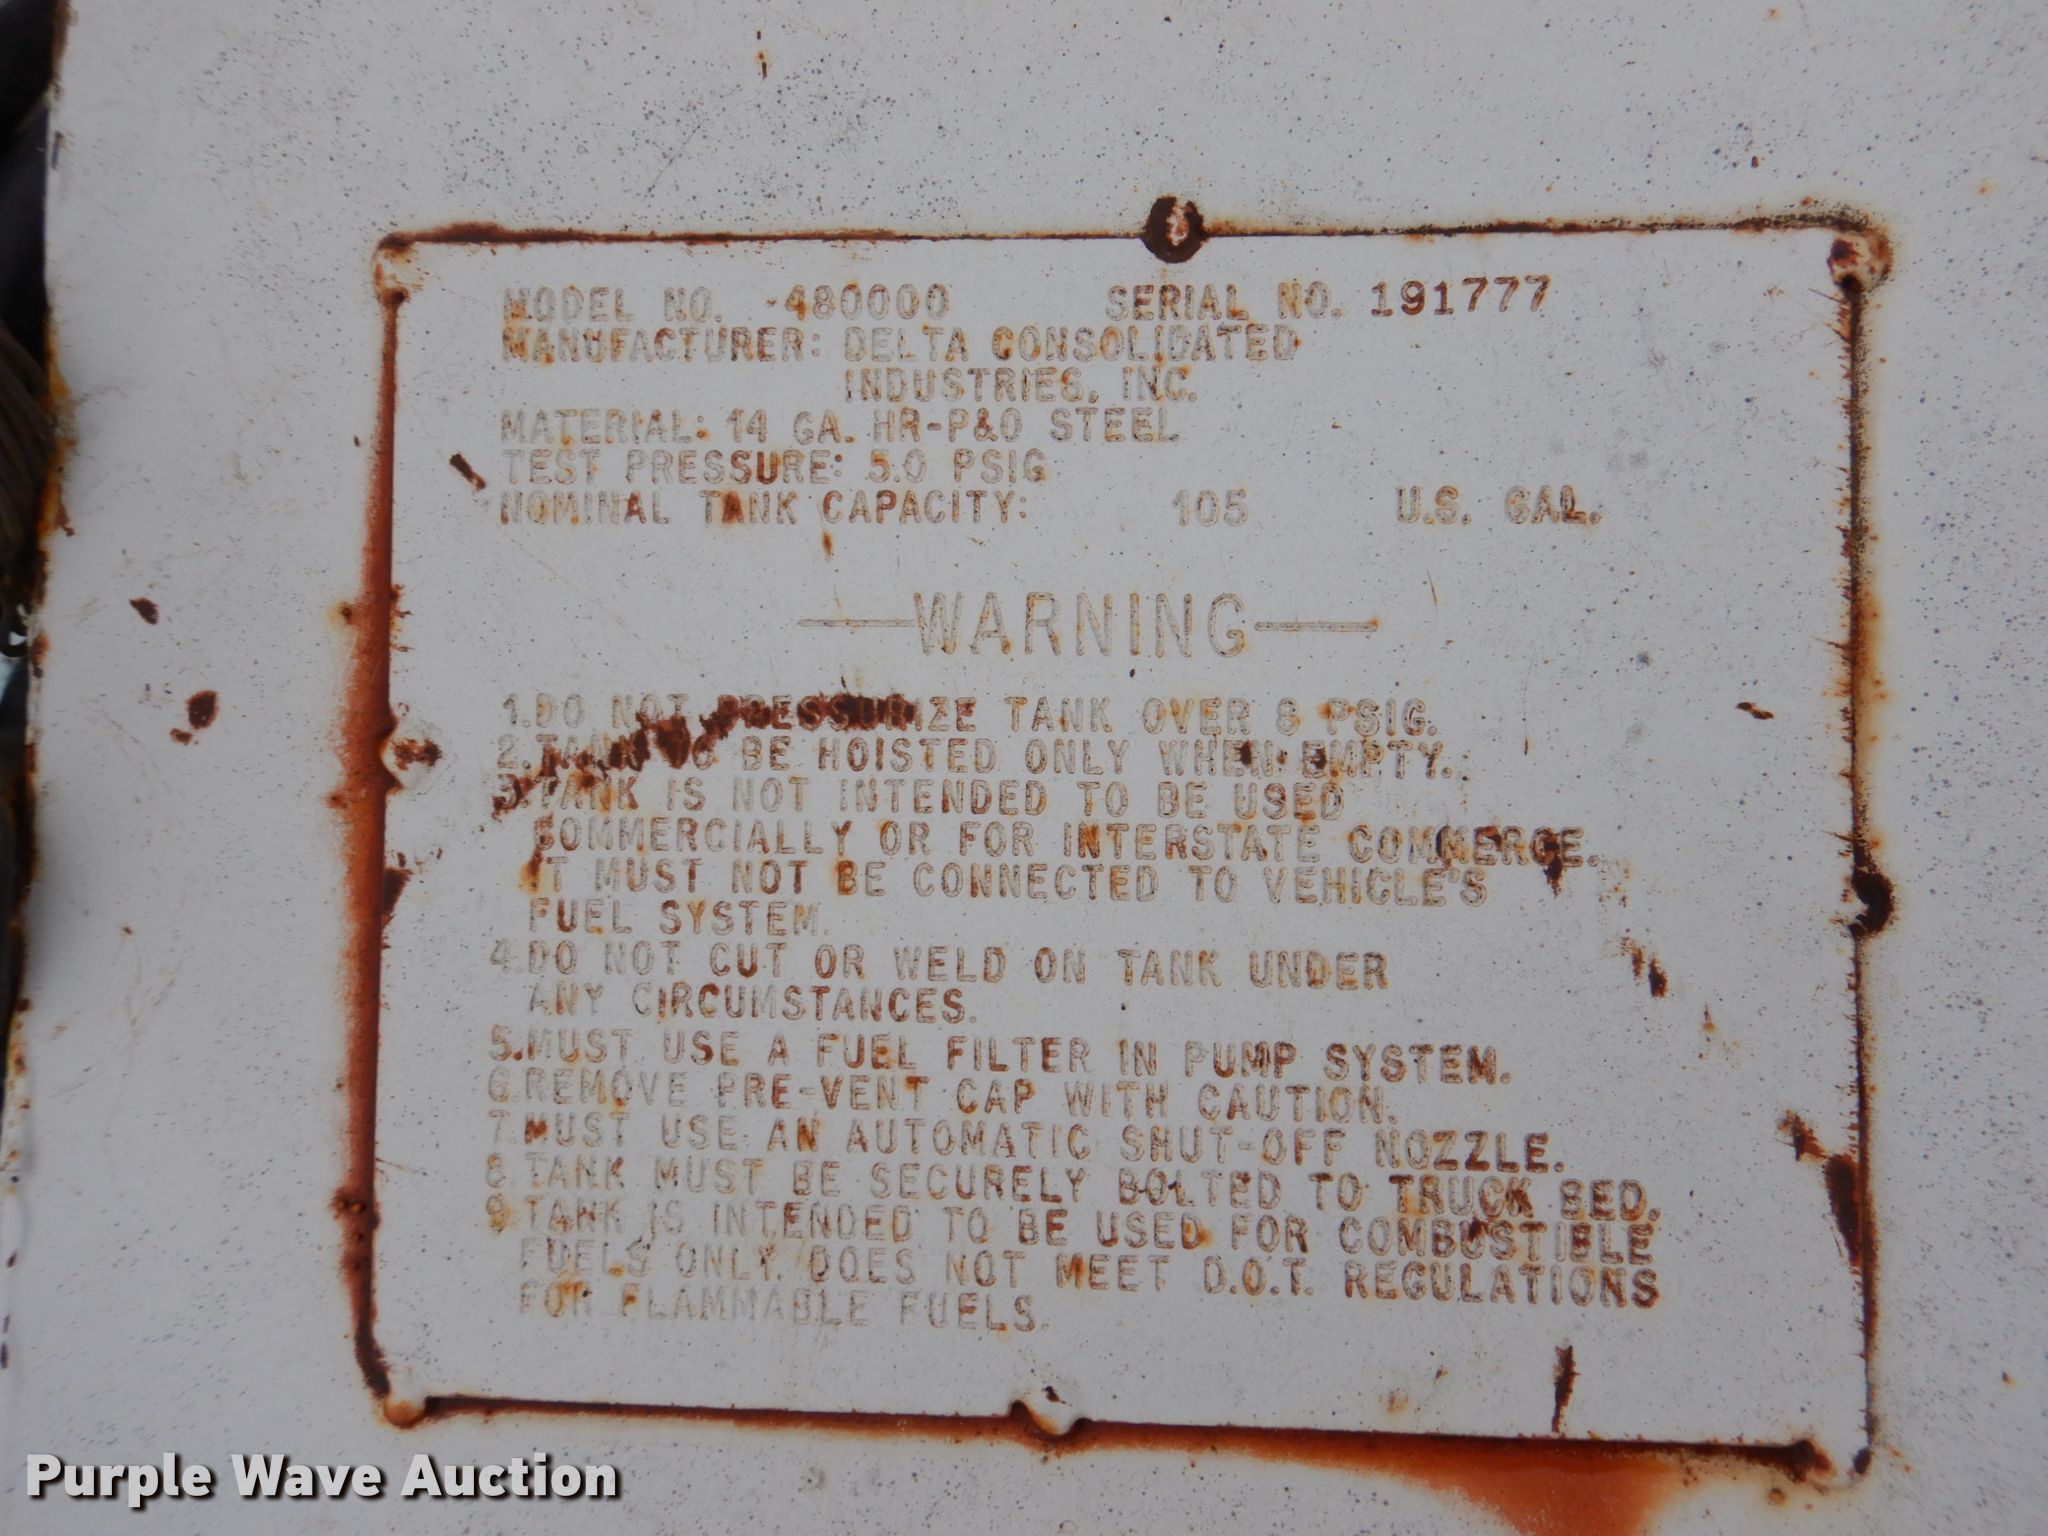 MODEL NO. 480000 SERIAL NO. 191777
MANUFACTURER: DELTA CONSOLIDATED
INDUSTRIES, INC.
MATERIAL: 14 GA. HR-P&O STEEL
TEST PRESSURE: 5.0 PSIG
NOMINAL TANK CAPACITY: 105 U.S. GAL.
—WARNING—
1.DO NOT PRESSURIZE TANK OVER 8 PSIG.
2.TANK TO BE HOISTED ONLY WHEN EMPTY.
3.TANK IS NOT INTENDED TO BE USED
COMMERCIALLY OR FOR INTERSTATE COMMERCE.
IT MUST NOT BE CONNECTED TO VEHICLE'S
FUEL SYSTEM.
4.DO NOT CUT OR WELD ON TANK UNDER
ANY CIRCUMSTANCES.
5.MUST USE A FUEL FILTER IN PUMP SYSTEM.
6.REMOVE PRE-VENT CAP WITH CAUTION.
7.MUST USE AN AUTOMATIC SHUT-OFF NOZZLE.
8.TANK MUST BE SECURELY BOLTED TO TRUCK BED.
9.TANK IS INTENDED TO BE USED FOR COMBUSTIBLE
FUELS ONLY. DOES NOT MEET D.O.T. REGULATIONS
FOR FLAMMABLE FUELS.
Purple Wave Auction